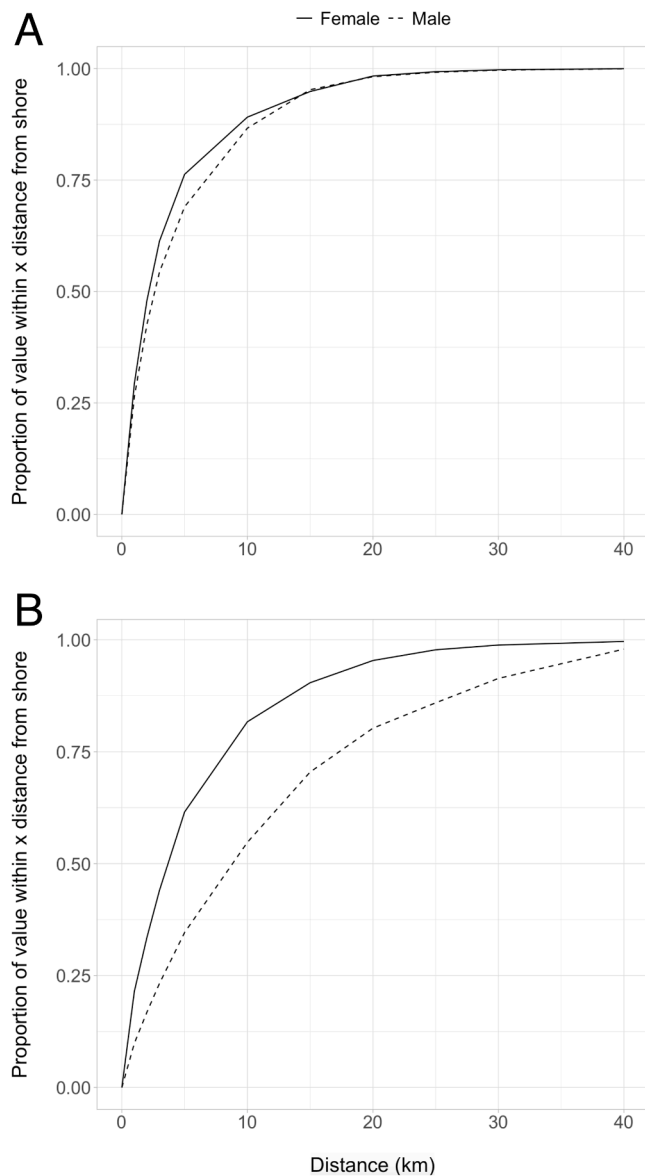 A
Female Male
Proportion of value within x distance from shore
1.00
0.75
0.50
0.25
0.00
0 10 20 30 40
B
Proportion of value within x distance from shore
1.00
0.75
0.50
0.25
0.00
0 10 20 30 40
Distance (km)